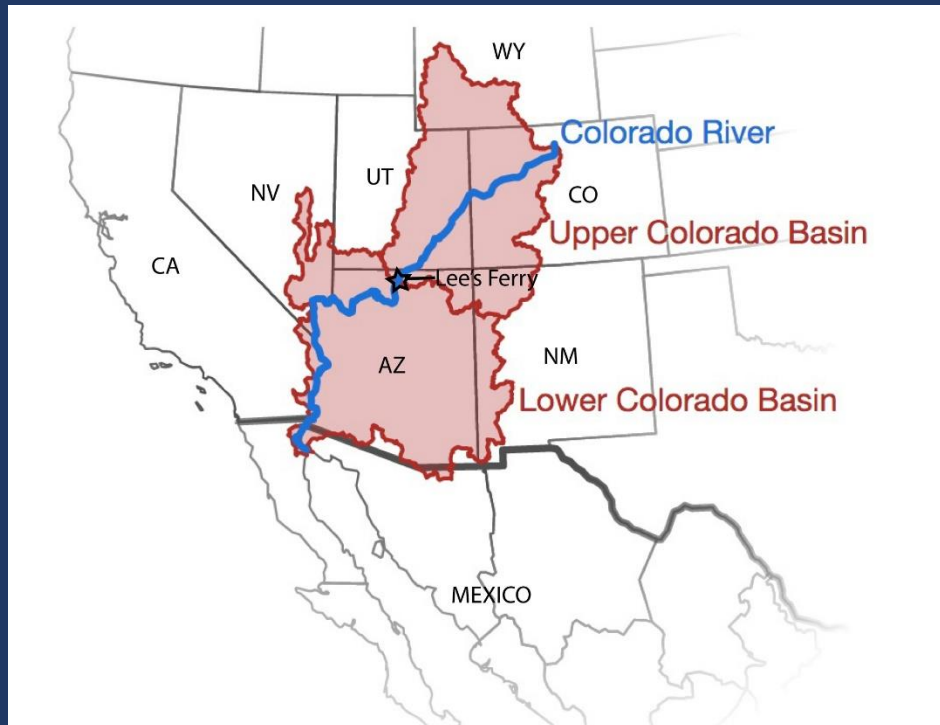 WY
Colorado River
UT
NV
CO
Upper Colorado Basin
CA
Lee's Ferry
AZ
NM
Lower Colorado Basin
MEXICO